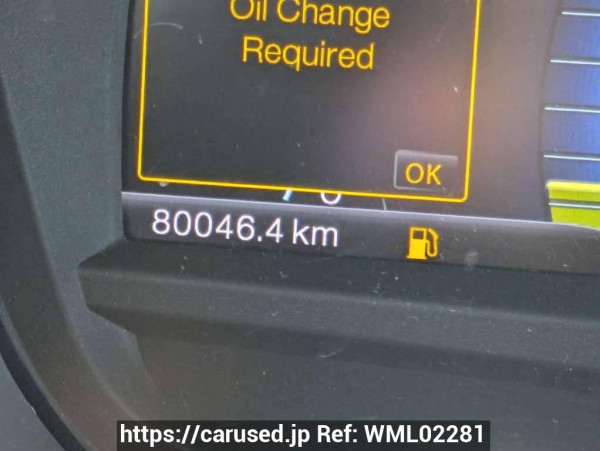 Oil Change
Required
OK
80046.4 km
https://carused.jp Ref: WML02281